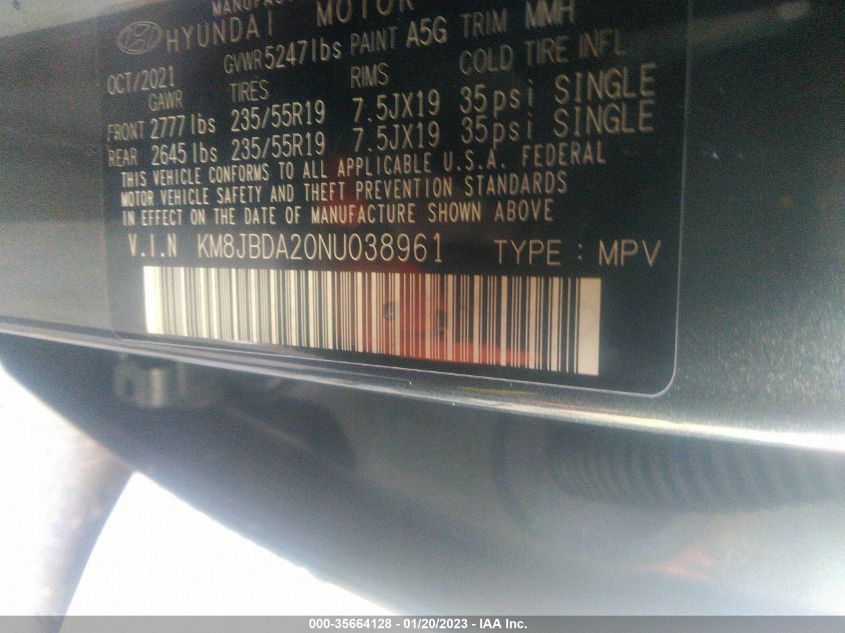 HYUNDAI MOTOR
GVWR 5247lbs PAINT A5G TRIM MMH
OCT/2021 COLD TIRE INFL
GAWR TIRES RIMS
FRONT 2777lbs 235/55R19 7.5JX19 35psi SINGLE
REAR 2645lbs 235/55R19 7.5JX19 35psi SINGLE
THIS VEHICLE CONFORMS TO ALL APPLICABLE U.S.A. FEDERAL
MOTOR VEHICLE SAFETY AND THEFT PREVENTION STANDARDS
IN EFFECT ON THE DATE OF MANUFACTURE SHOWN ABOVE
V.I.N KM8JBDA20NU038961 TYPE : MPV
000-35664128 - 01/20/2023 - IAA Inc.